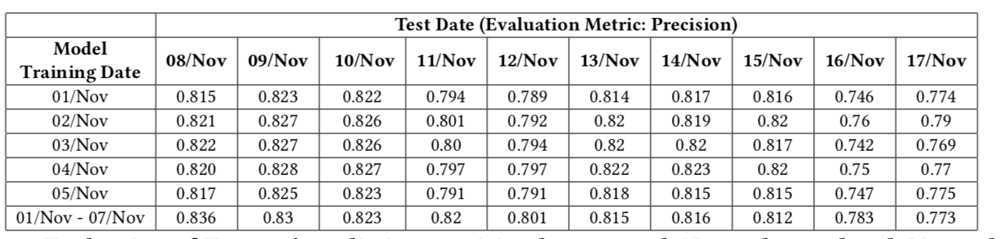 Test Date (Evaluation Metric: Precision)
Model Training Date 08/Nov 09/Nov 10/Nov 11/Nov 12/Nov 13/Nov 14/Nov 15/Nov 16/Nov 17/Nov
01/Nov 0.815 0.823 0.822 0.794 0.789 0.814 0.817 0.816 0.746 0.774
02/Nov 0.821 0.827 0.826 0.801 0.792 0.82 0.819 0.82 0.76 0.79
03/Nov 0.822 0.827 0.826 0.80 0.794 0.82 0.82 0.817 0.742 0.769
04/Nov 0.820 0.828 0.827 0.797 0.797 0.822 0.823 0.82 0.75 0.77
05/Nov 0.817 0.825 0.823 0.791 0.791 0.818 0.815 0.815 0.747 0.775
01/Nov - 07/Nov 0.836 0.83 0.823 0.82 0.801 0.815 0.816 0.812 0.783 0.773